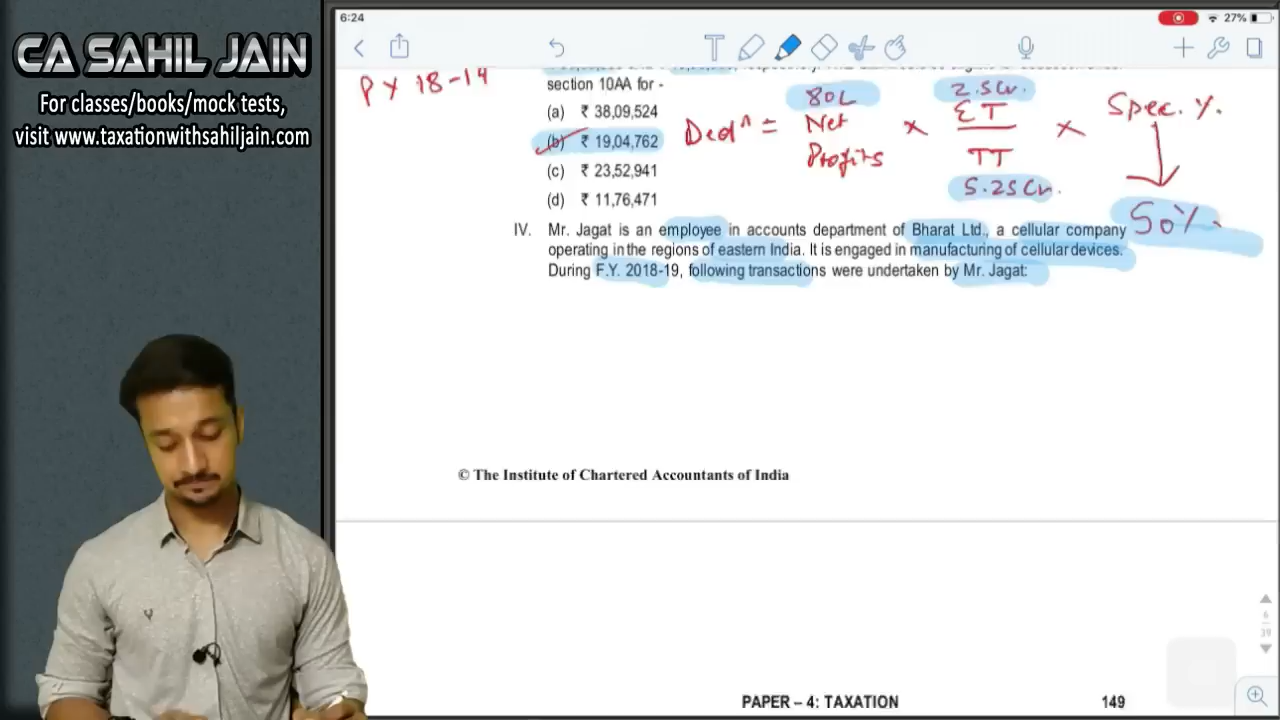 CA SAHIL JAIN
For classes/books/mock tests,
visit www.taxationwithsahiljain.com
6:24
27%
PY 18-19
section 10AA for -
(a) ₹ 38,09,524
(b) ₹ 19,04,762
(c) ₹ 23,52,941
(d) ₹ 11,76,471
Dedⁿ = 80L Net Profits × 2.5Cr. ET / TT 5.25Cr. × Spec. %.
50%
IV. Mr. Jagat is an employee in accounts department of Bharat Ltd., a cellular company
operating in the regions of eastern India. It is engaged in manufacturing of cellular devices.
During F.Y. 2018-19, following transactions were undertaken by Mr. Jagat:
© The Institute of Chartered Accountants of India
6
39
PAPER – 4: TAXATION 149